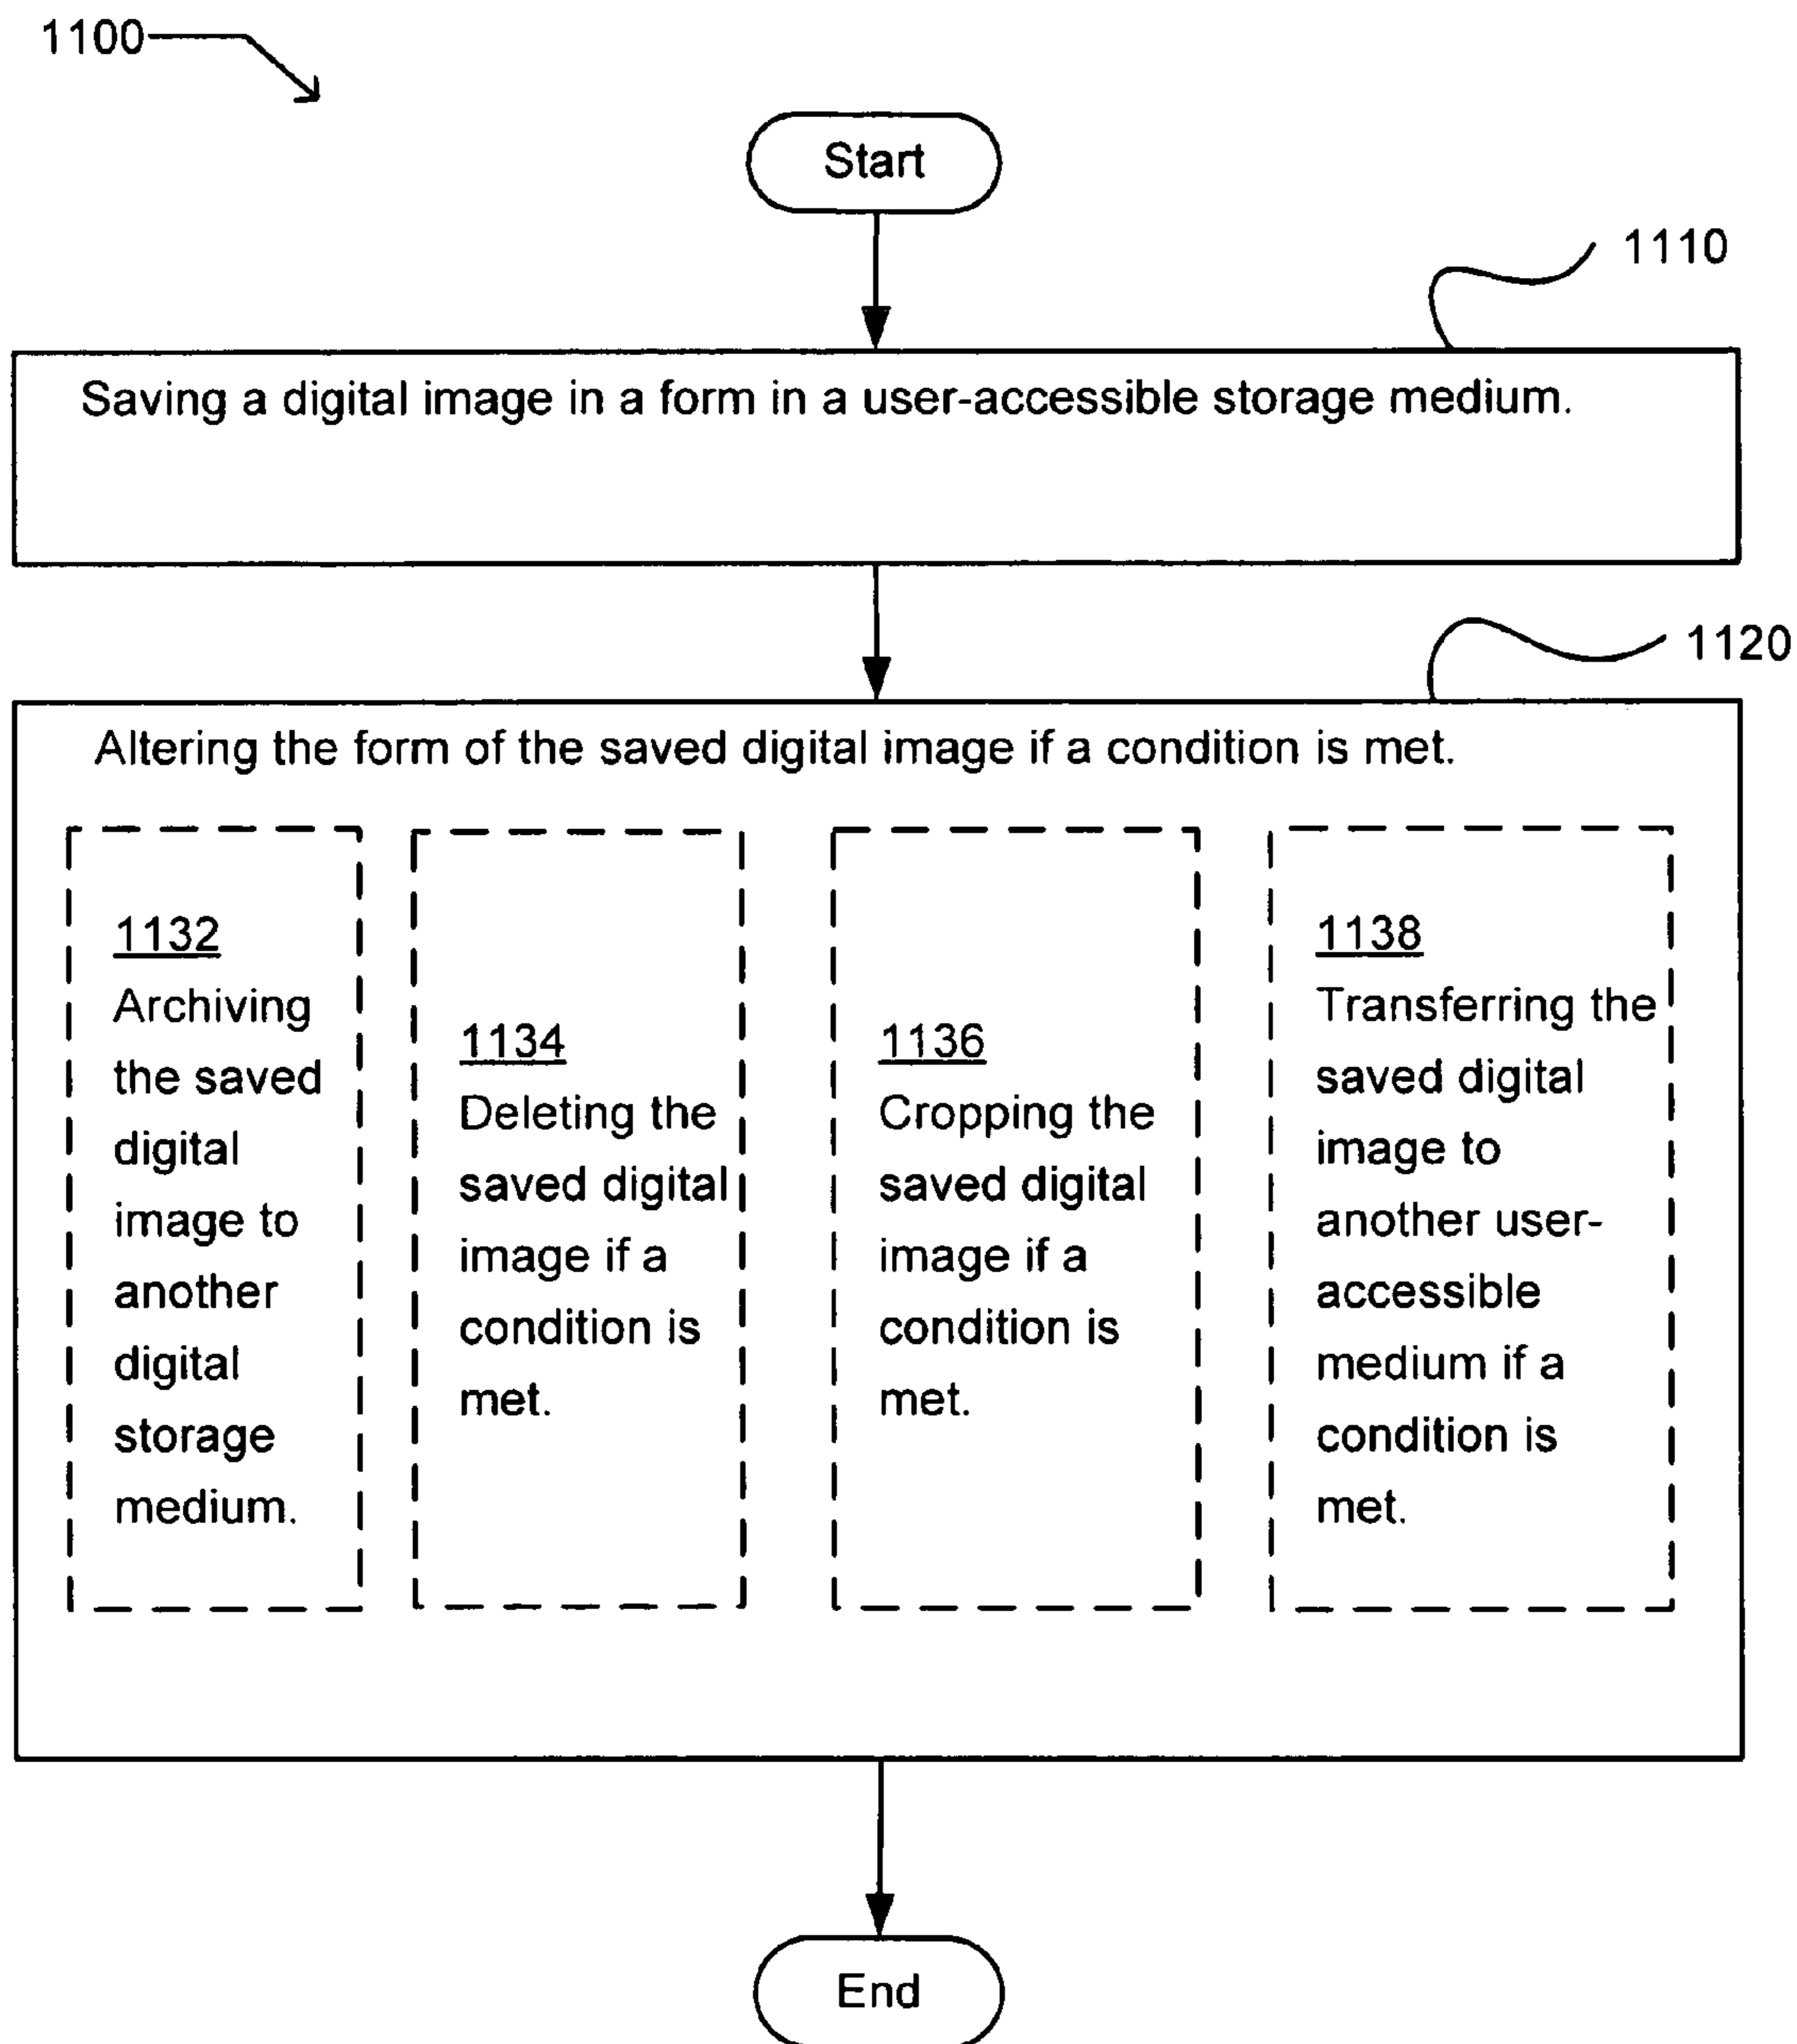 1100
Start
1110
Saving a digital image in a form in a user-accessible storage medium.
1120
Altering the form of the saved digital image if a condition is met.
1132
Archiving
the saved
digital
image to
another
digital
storage
medium.
1134
Deleting the
saved digital
image if a
condition is
met.
1136
Cropping the
saved digital
image if a
condition is
met.
1138
Transferring the
saved digital
image to
another user-
accessible
medium if a
condition is
met.
End